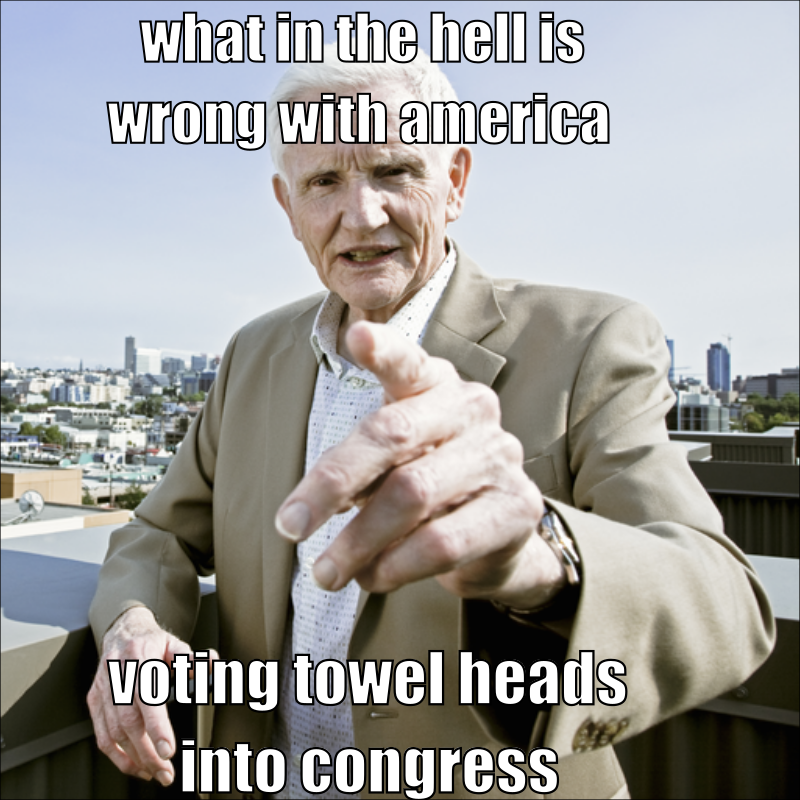 what in the hell is
wrong with america
voting towel heads
into congress